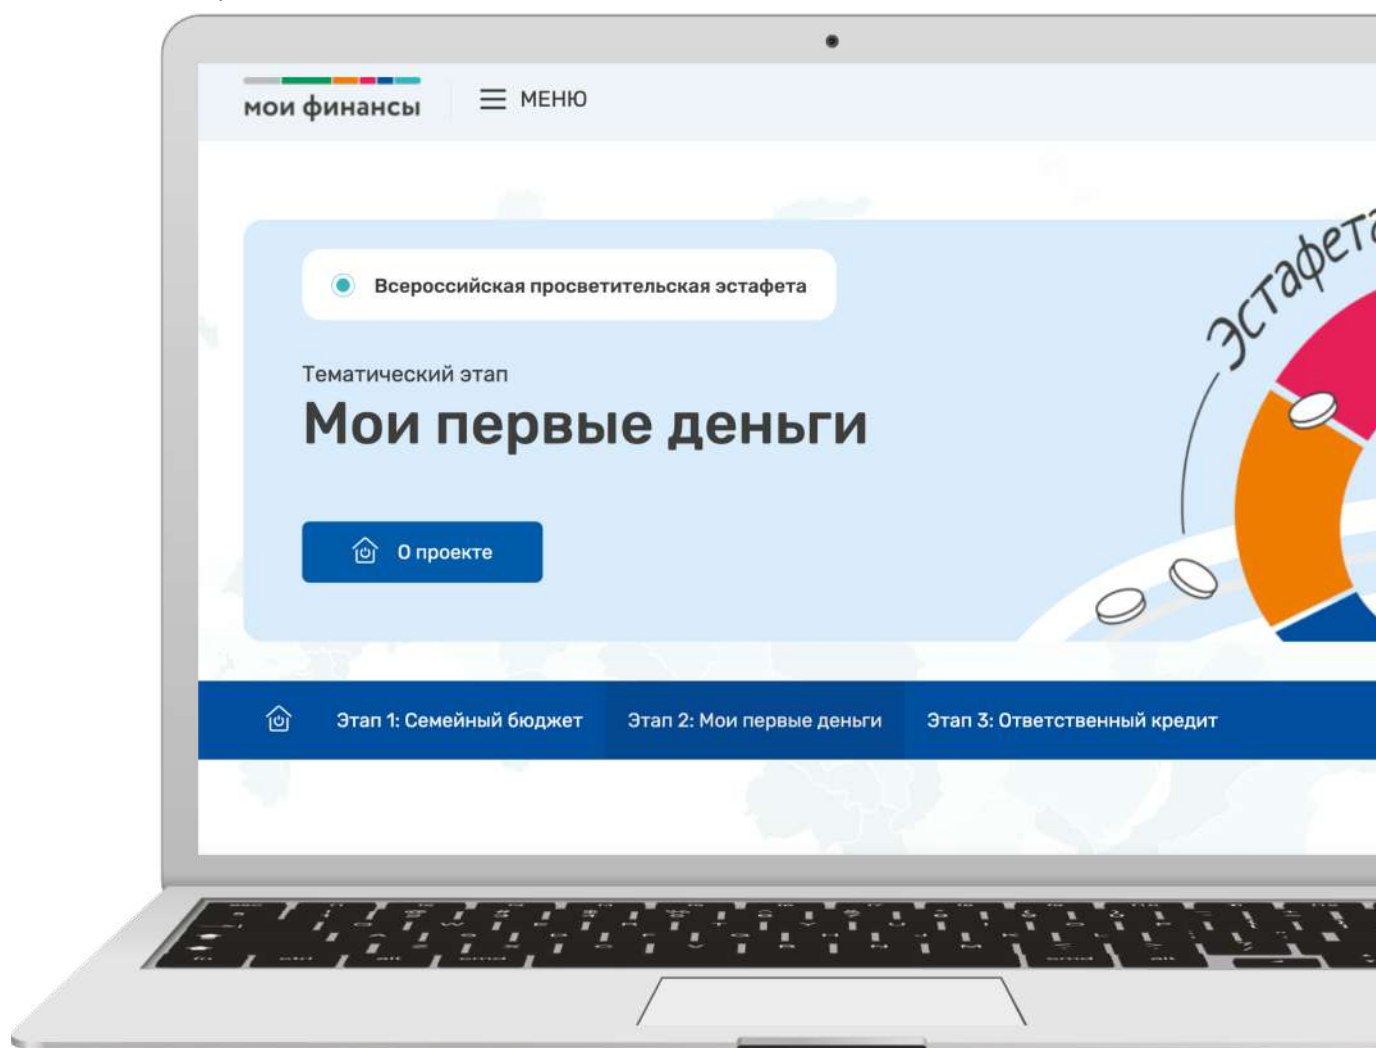 мои финансы
МЕНЮ
Эстафета
Всероссийская просветительская эстафета
Тематический этап
Мои первые деньги
О проекте
Этап 1: Семейный бюджет
Этап 2: Мои первые деньги
Этап 3: Ответственный кредит